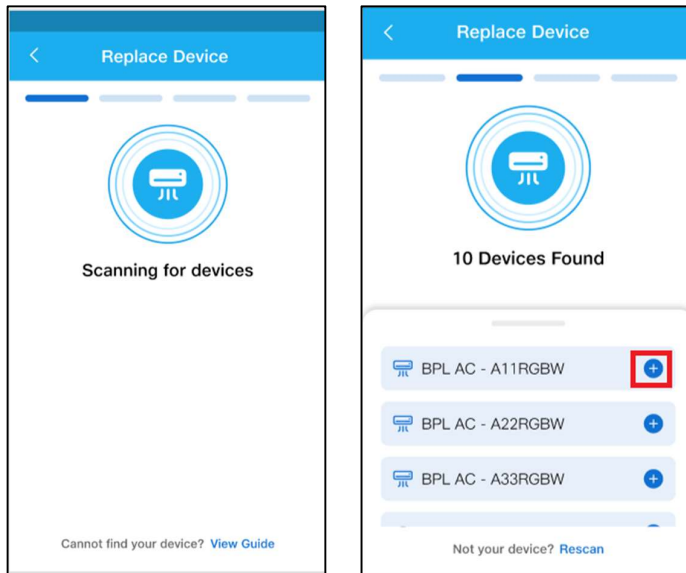 Replace Device
Scanning for devices
Cannot find your device? View Guide
Replace Device
10 Devices Found
BPL AC - A11RGBW
BPL AC - A22RGBW
BPL AC - A33RGBW
Not your device? Rescan